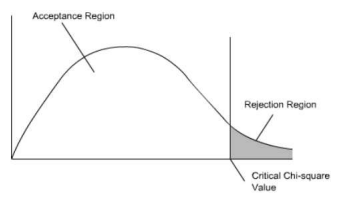 Acceptance Region
Rejection Region
Critical Chi-square
Value